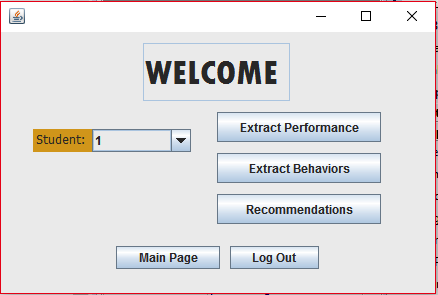 WELCOME
Student: 1
Extract Performance
Extract Behaviors
Recommendations
Main Page
Log Out